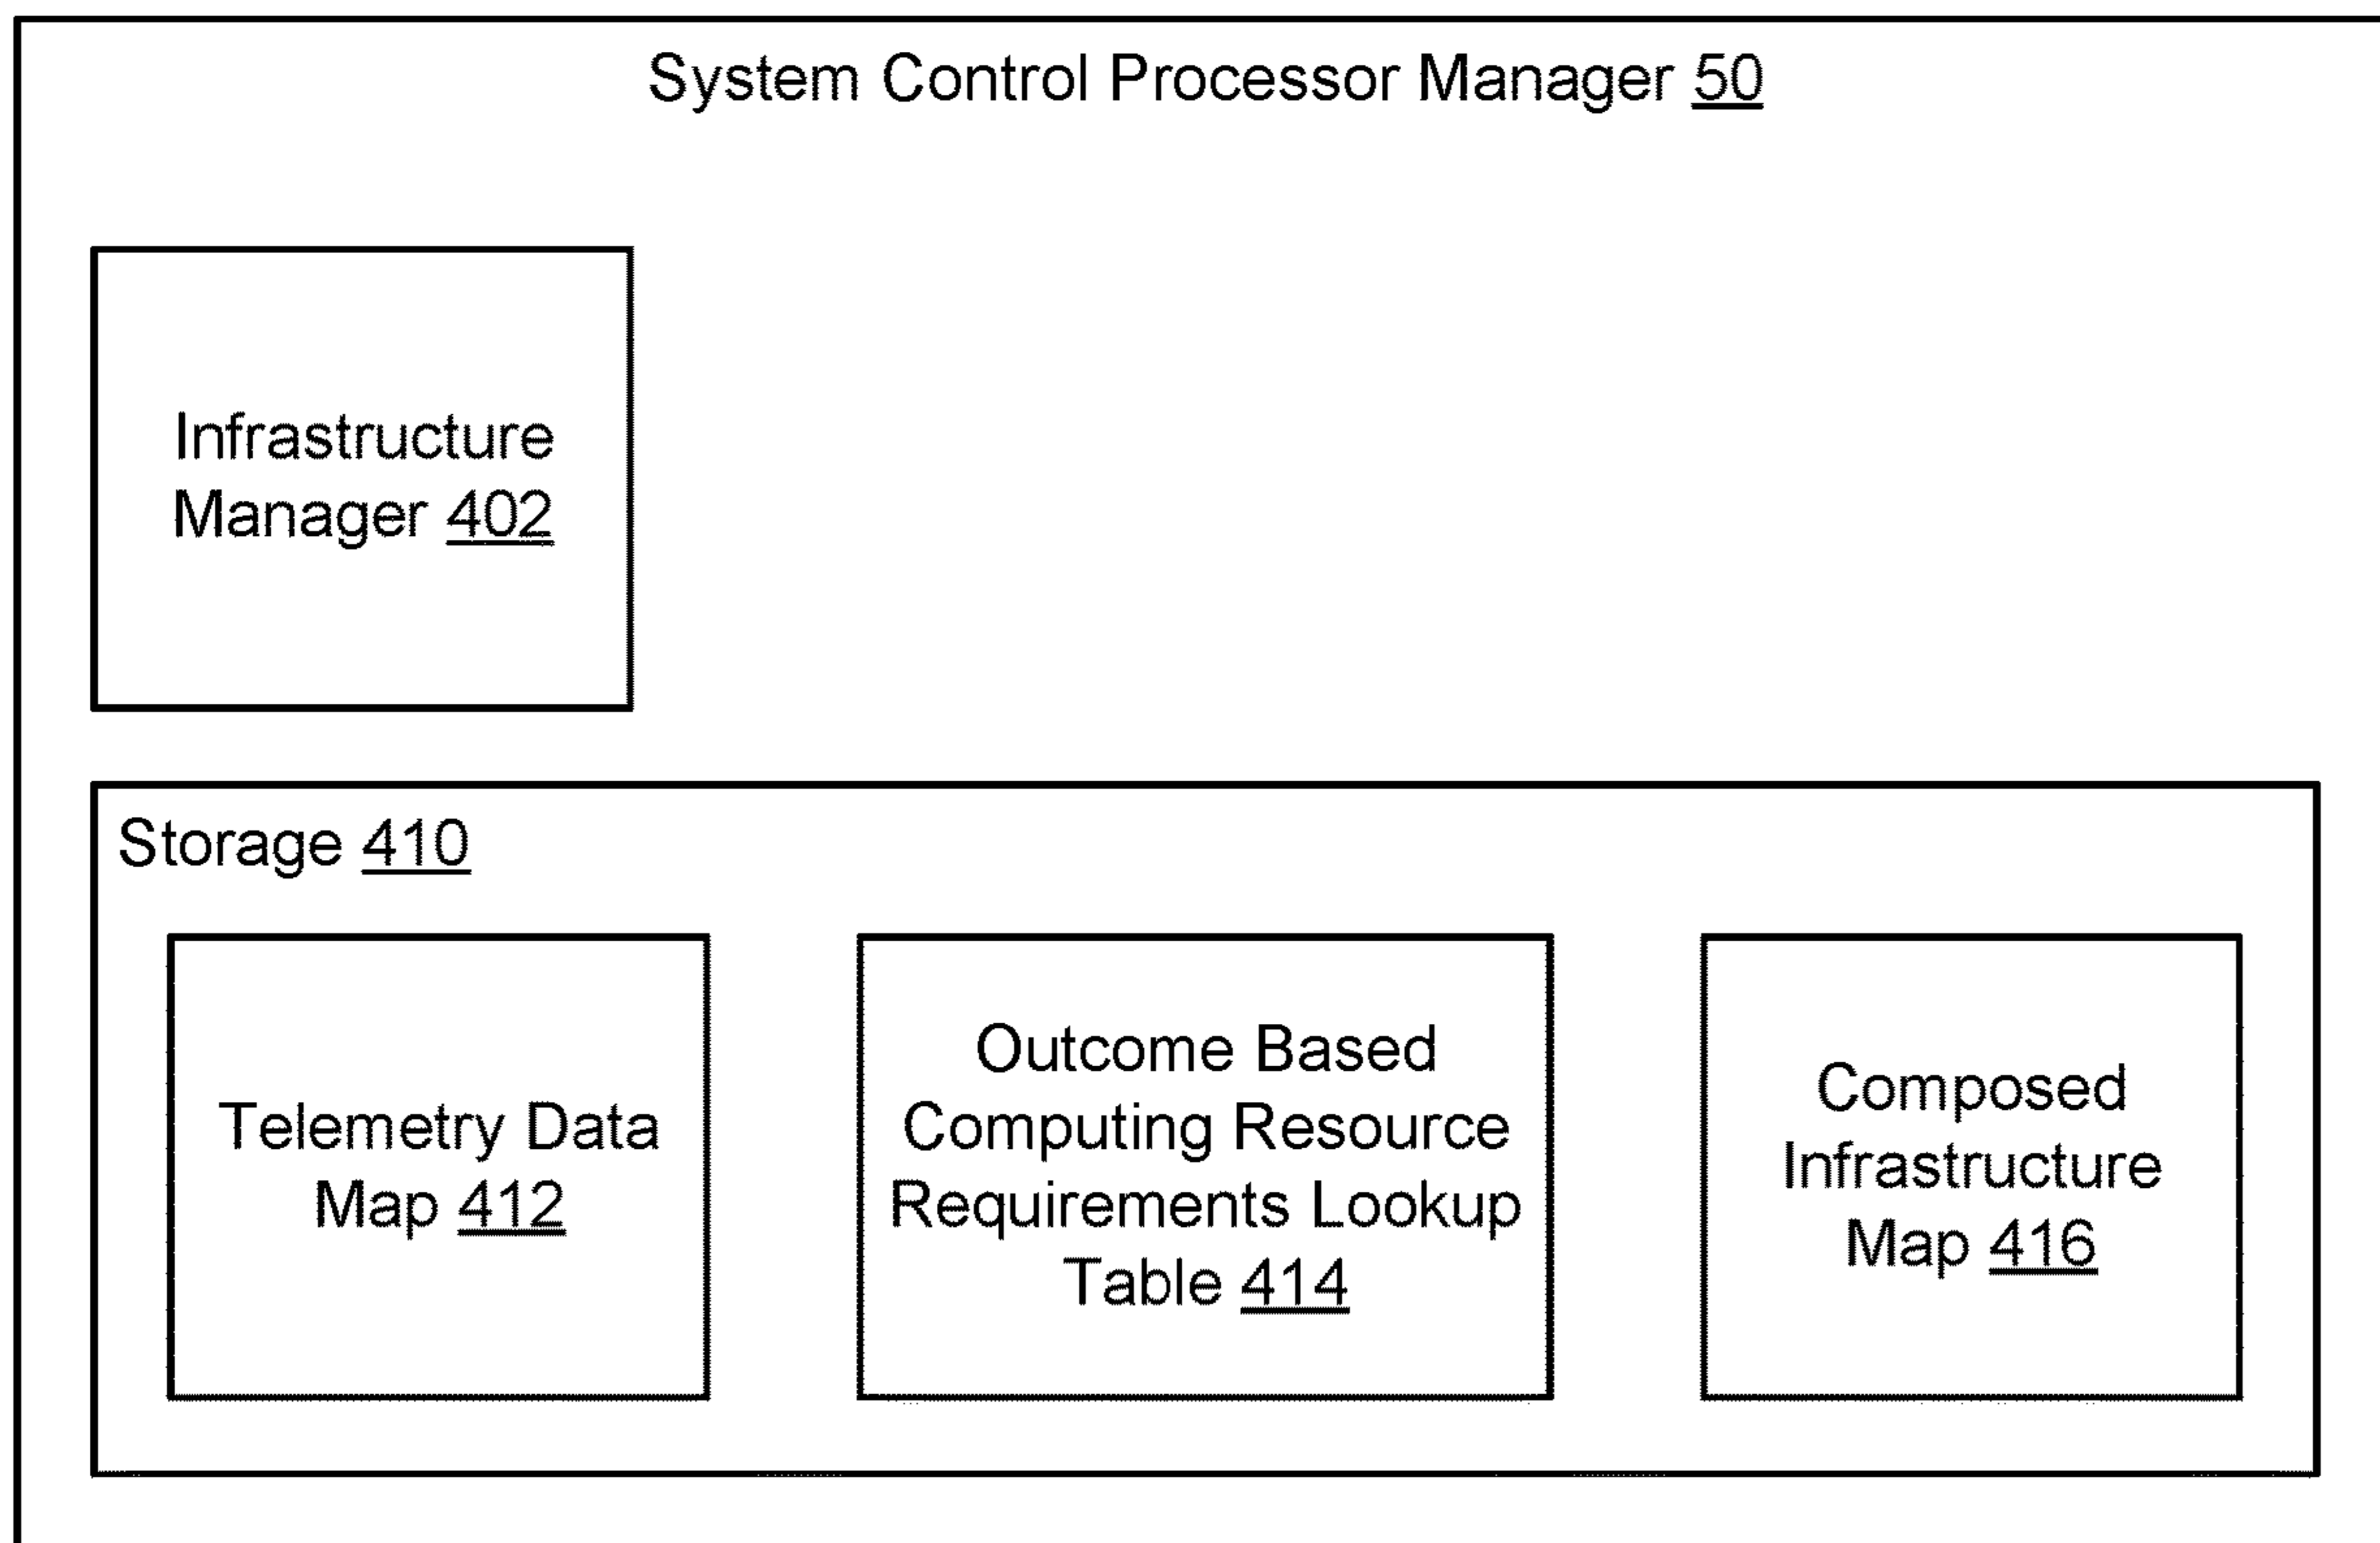 System Control Processor Manager 50
Infrastructure
Manager 402
Storage 410
Telemetry Data
Map 412
Outcome Based
Computing Resource
Requirements Lookup
Table 414
Composed
Infrastructure
Map 416